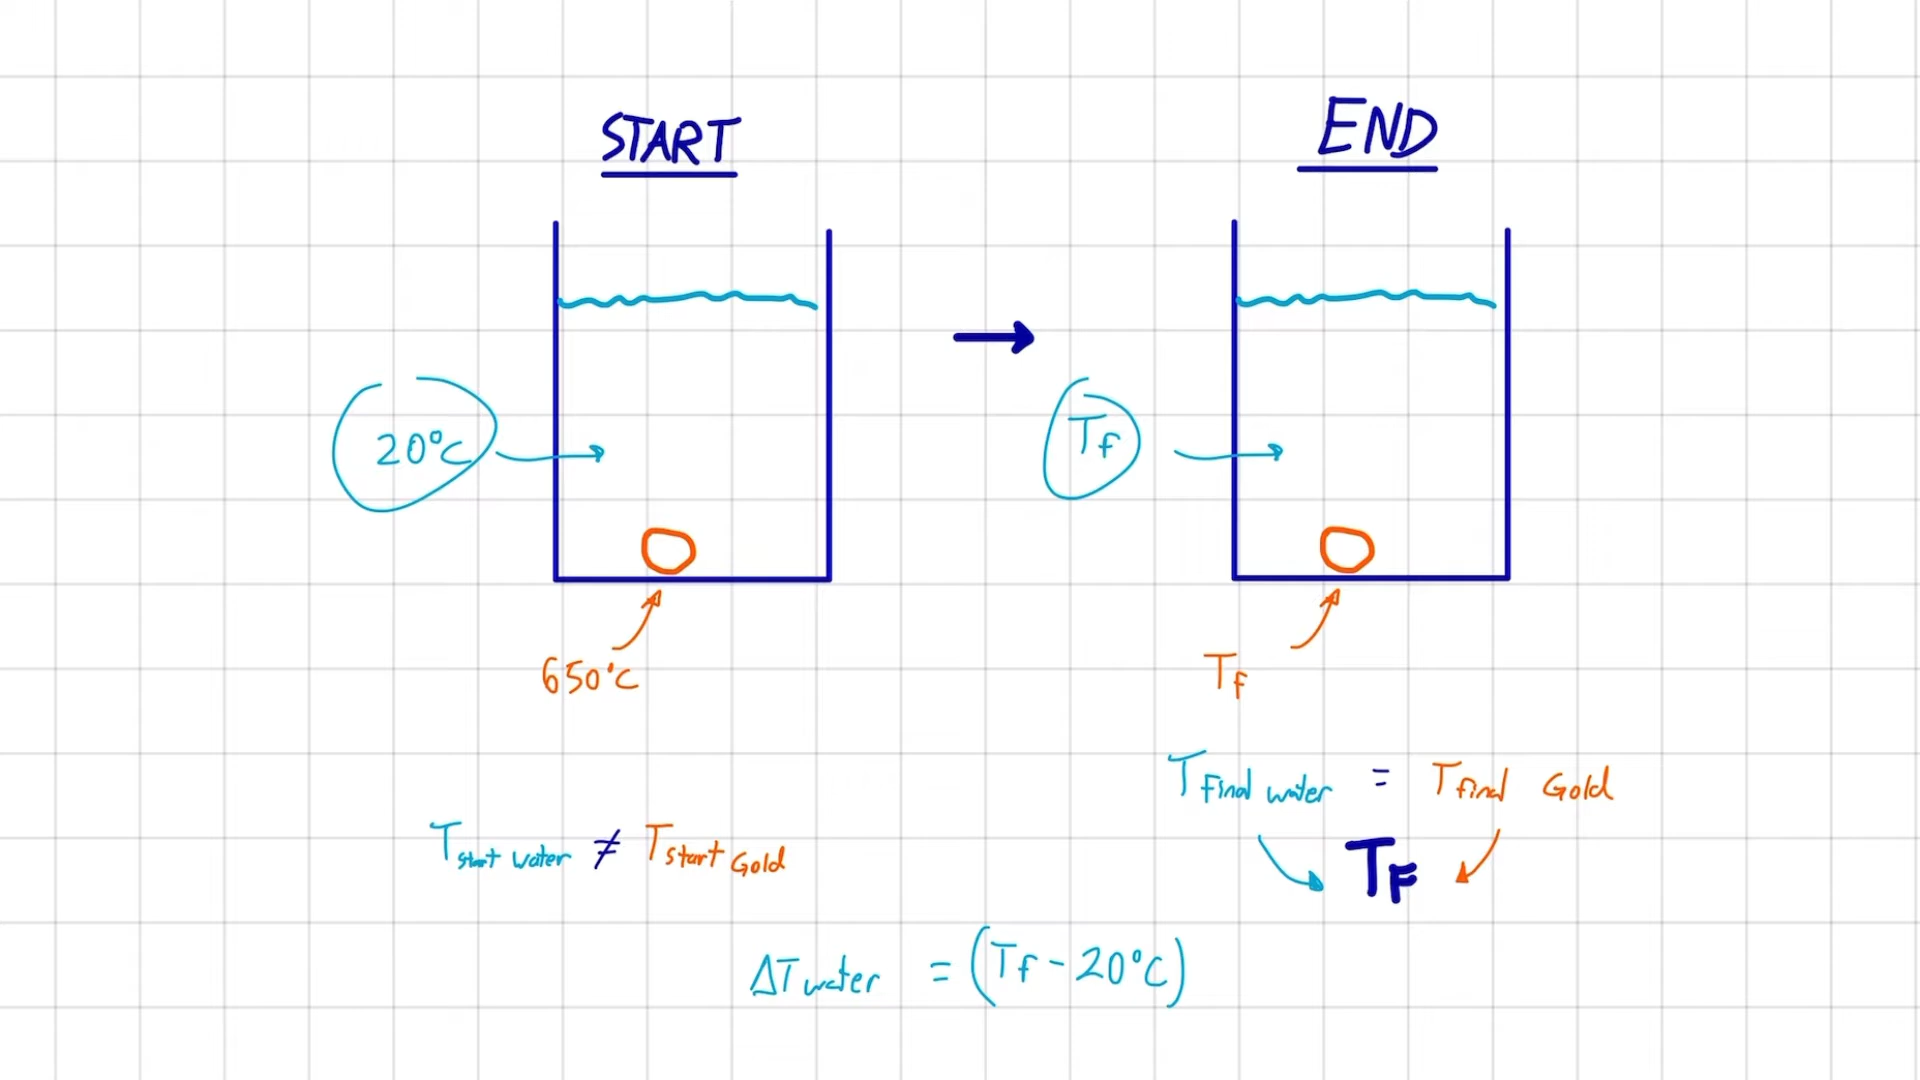 START
END
20°C
Tf
650°C
Tf
Tfinal water = Tfinal Gold
Tstart water ≠ Tstart Gold
TF
ΔTwater = (Tf - 20°C)